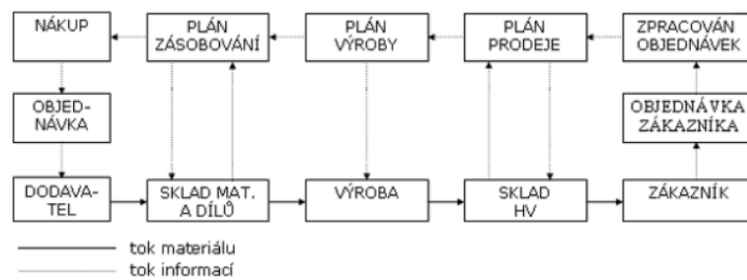 NÁKUP
PLÁN
ZÁSOBOVÁNÍ
PLÁN
VÝROBY
PLÁN
PRODEJE
ZPRACOVÁN
OBJEDNÁVEK
OBJED-
NÁVKA
OBJEDNÁVKA
ZÁKAZNÍKA
DODAVA-
TEL
SKLAD MAT.
A DÍLŮ
VÝROBA
SKLAD
HV
ZÁKAZNÍK
tok materiálu
tok informací